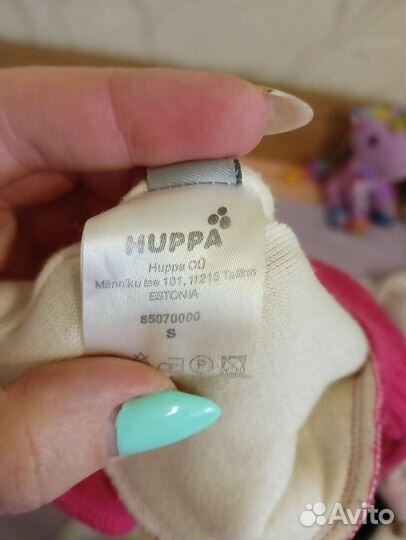 HUPPA
Huppa OÜ
Männiku tee 101, 11215 Tallinn
ESTONIA
85070000
S
P
Avito